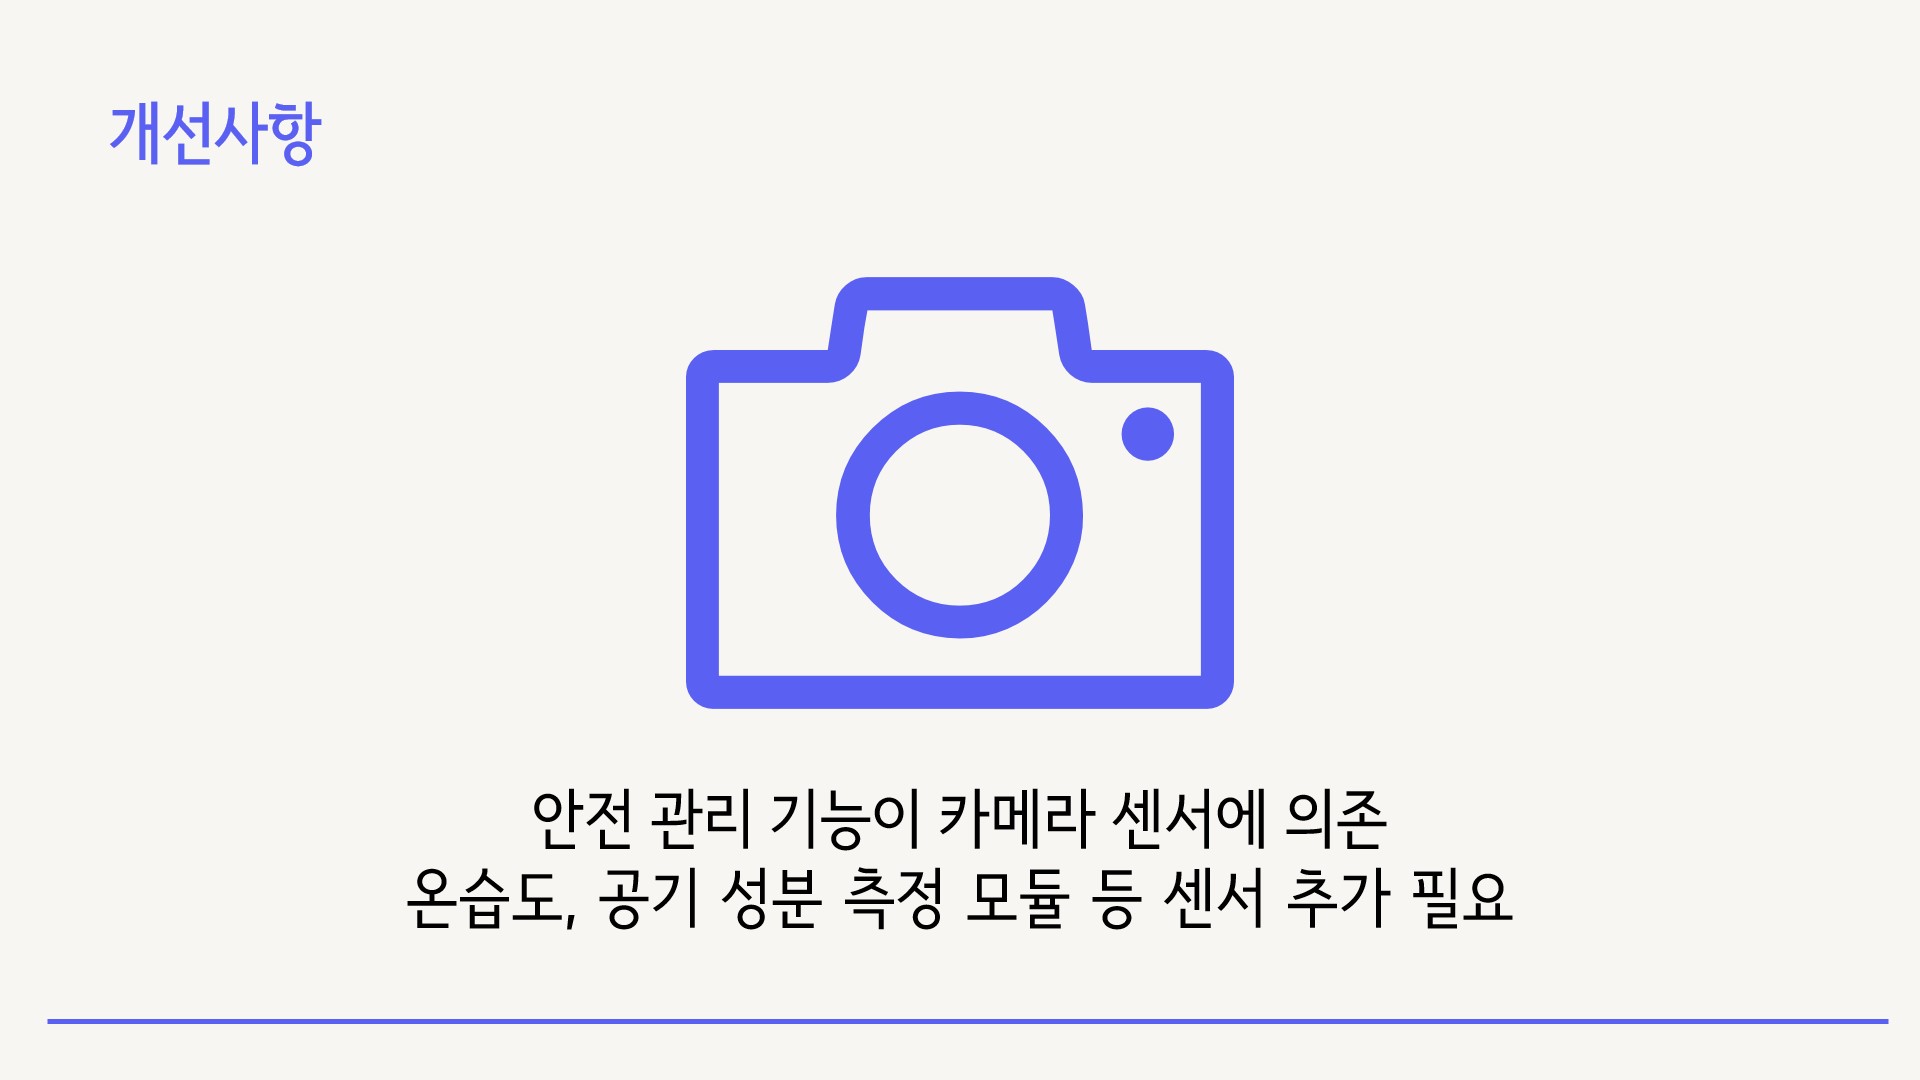 개선사항
안전 관리 기능이 카메라 센서에 의존
온습도, 공기 성분 측정 모듈 등 센서 추가 필요